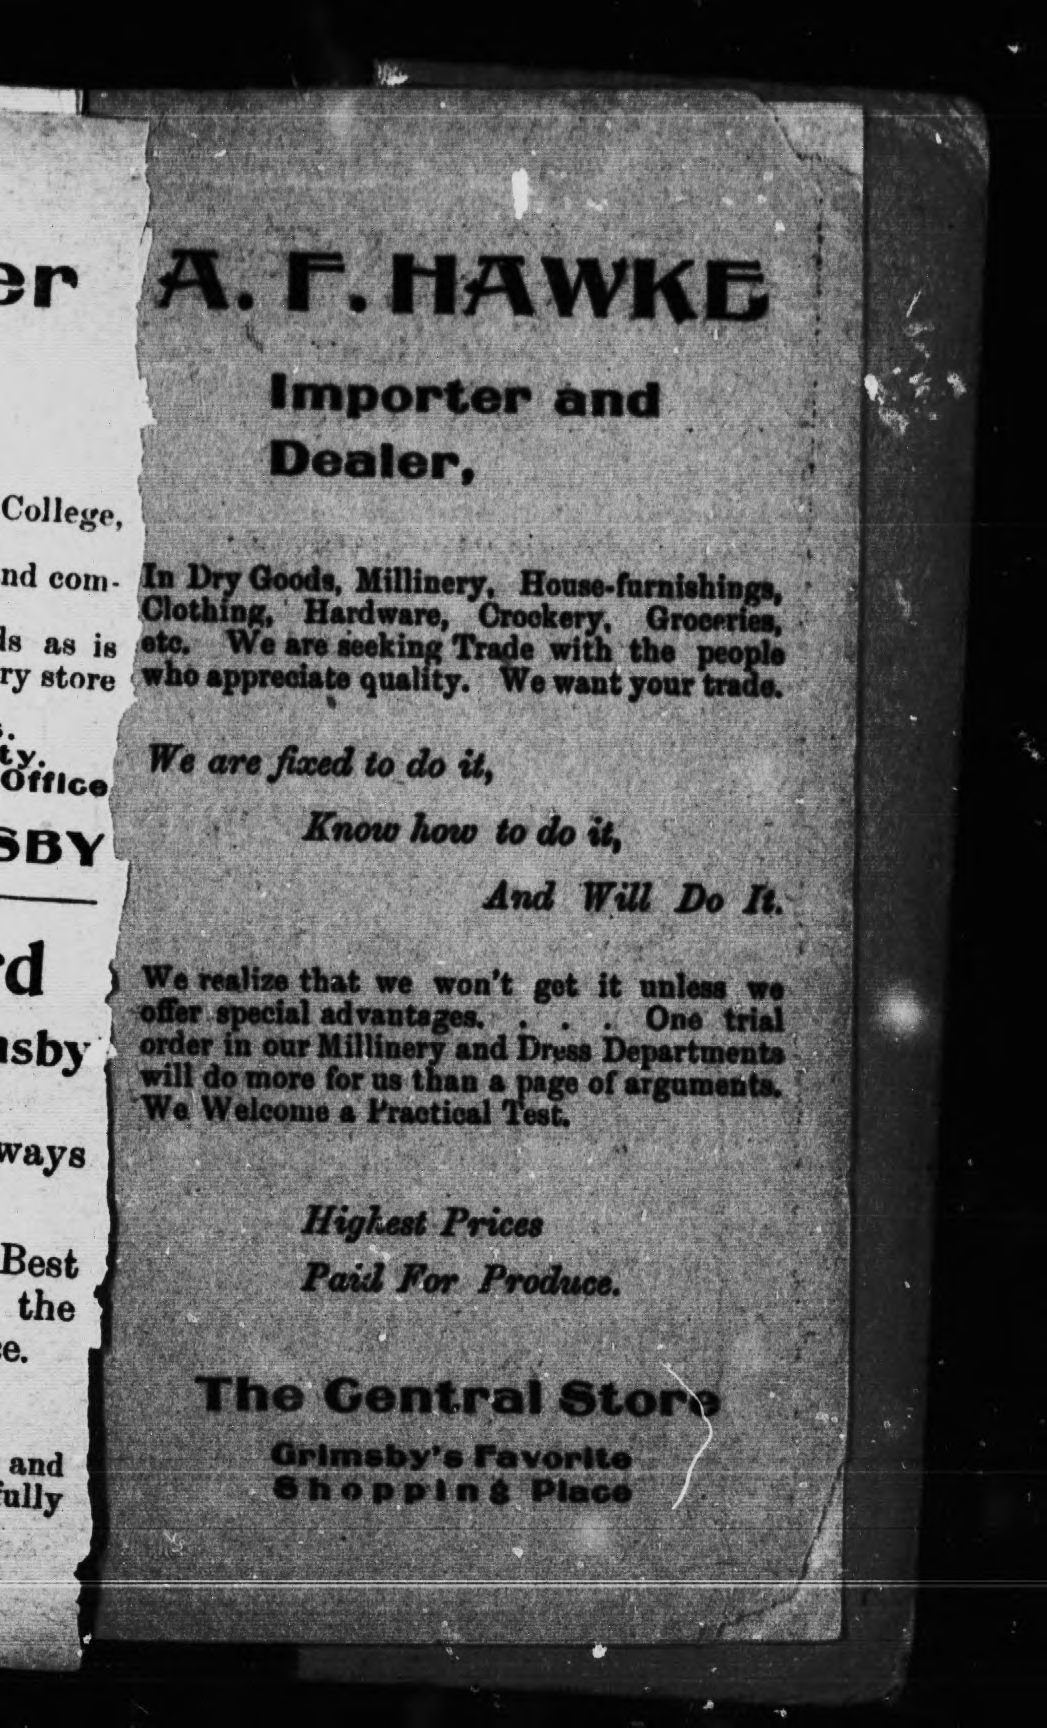 er
College,
nd com-
ls as is
ry store
s.
ty.
Office
SBY
rd
nsby
ways
Best
the
ce.
and
fully
A. F. HAWKE
Importer and
Dealer,
In Dry Goods, Millinery, House-furnishings,
Clothing, Hardware, Crockery, Groceries,
etc. We are seeking Trade with the people
who appreciate quality. We want your trade.
We are fixed to do it,
Know how to do it,
And Will Do It.
We realize that we won't get it unless we
offer special advantages. . . . One trial
order in our Millinery and Dress Departments
will do more for us than a page of arguments.
We Welcome a Practical Test.
Highest Prices
Paid For Produce.
The Central Store
Grimsby's Favorite
Shopping Place